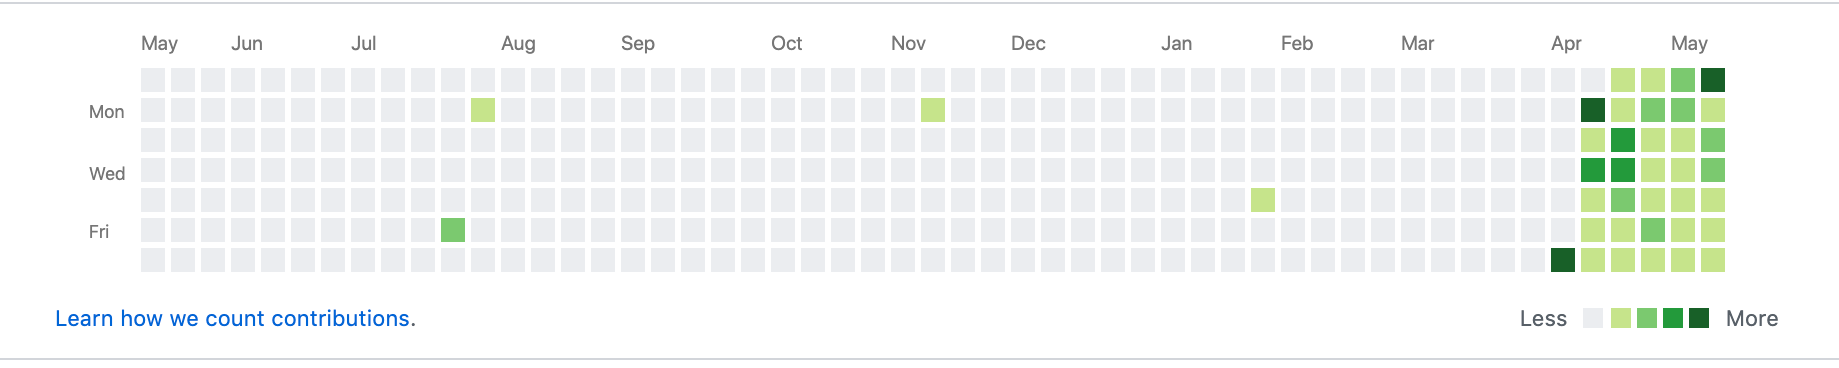 May Jun Jul Aug Sep Oct Nov Dec Jan Feb Mar Apr May
Mon
Wed
Fri
Learn how we count contributions.
Less More